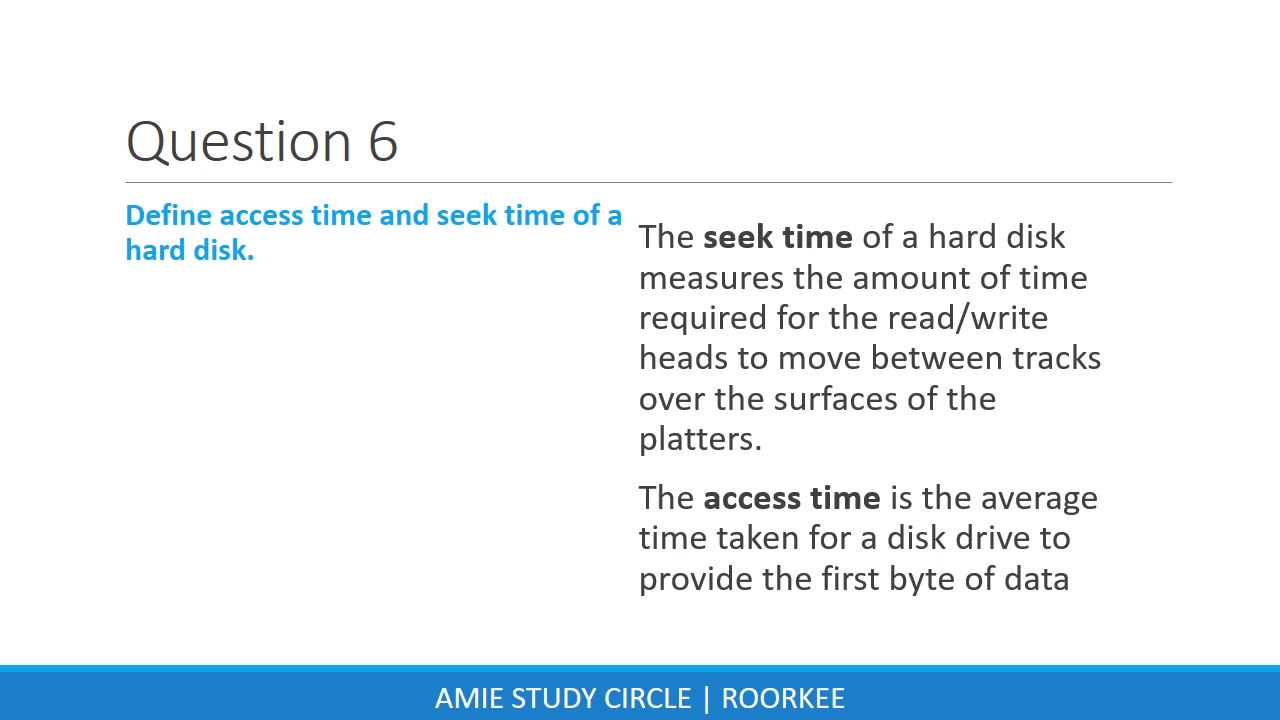 Question 6
Define access time and seek time of a
hard disk.
The seek time of a hard disk
measures the amount of time
required for the read/write
heads to move between tracks
over the surfaces of the
platters.
The access time is the average
time taken for a disk drive to
provide the first byte of data
AMIE STUDY CIRCLE | ROORKEE